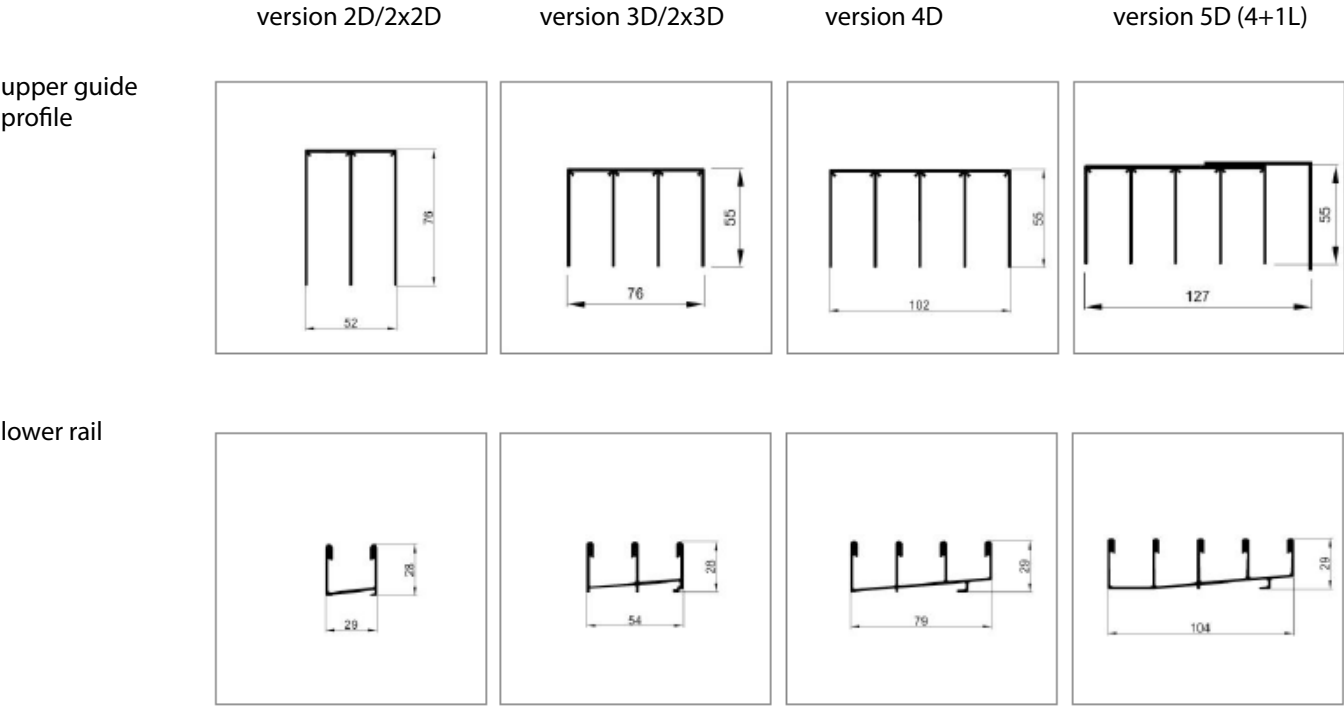 version 2D/2x2D
version 3D/2x3D
version 4D
version 5D (4+1L)
upper guide
profile
76
52
55
76
55
102
55
127
lower rail
28
29
28
54
29
79
29
104